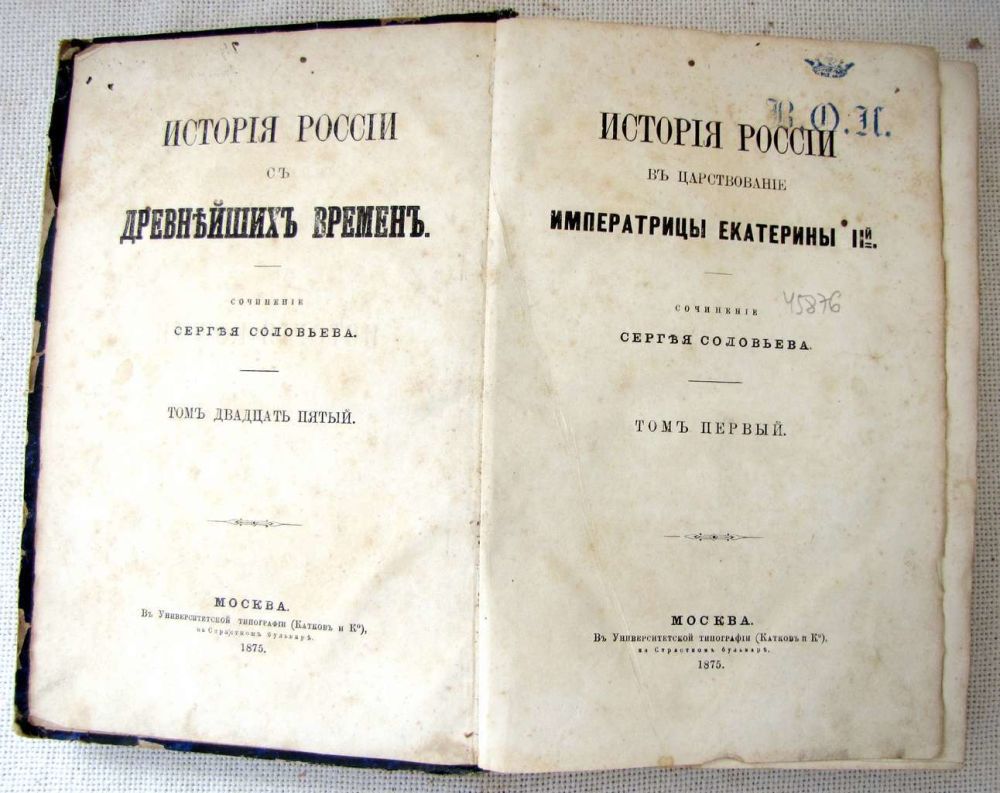 ИСТОРІЯ РОССІИ
СЪ
ДРЕВНѢЙШИХЪ ВРЕМЕНЪ.
СОЧИНЕНІЕ
СЕРГѢЯ СОЛОВЬЕВА.
ТОМЪ ДВАДЦАТЬ ПЯТЫЙ.
МОСКВА.
Въ Университетской типографіи (Катковъ и Кº),
на Страстномъ бульварѣ.
1875.
В.О.И.
ИСТОРІЯ РОССІИ
ВЪ ЦАРСТВОВАНІЕ
ИМПЕРАТРИЦЫ ЕКАТЕРИНЫ IIй.
45876
СОЧИНЕНІЕ
СЕРГѢЯ СОЛОВЬЕВА.
ТОМЪ ПЕРВЫЙ.
МОСКВА.
Въ Университетской типографіи (Катковъ и Кº),
на Страстномъ бульварѣ.
1875.